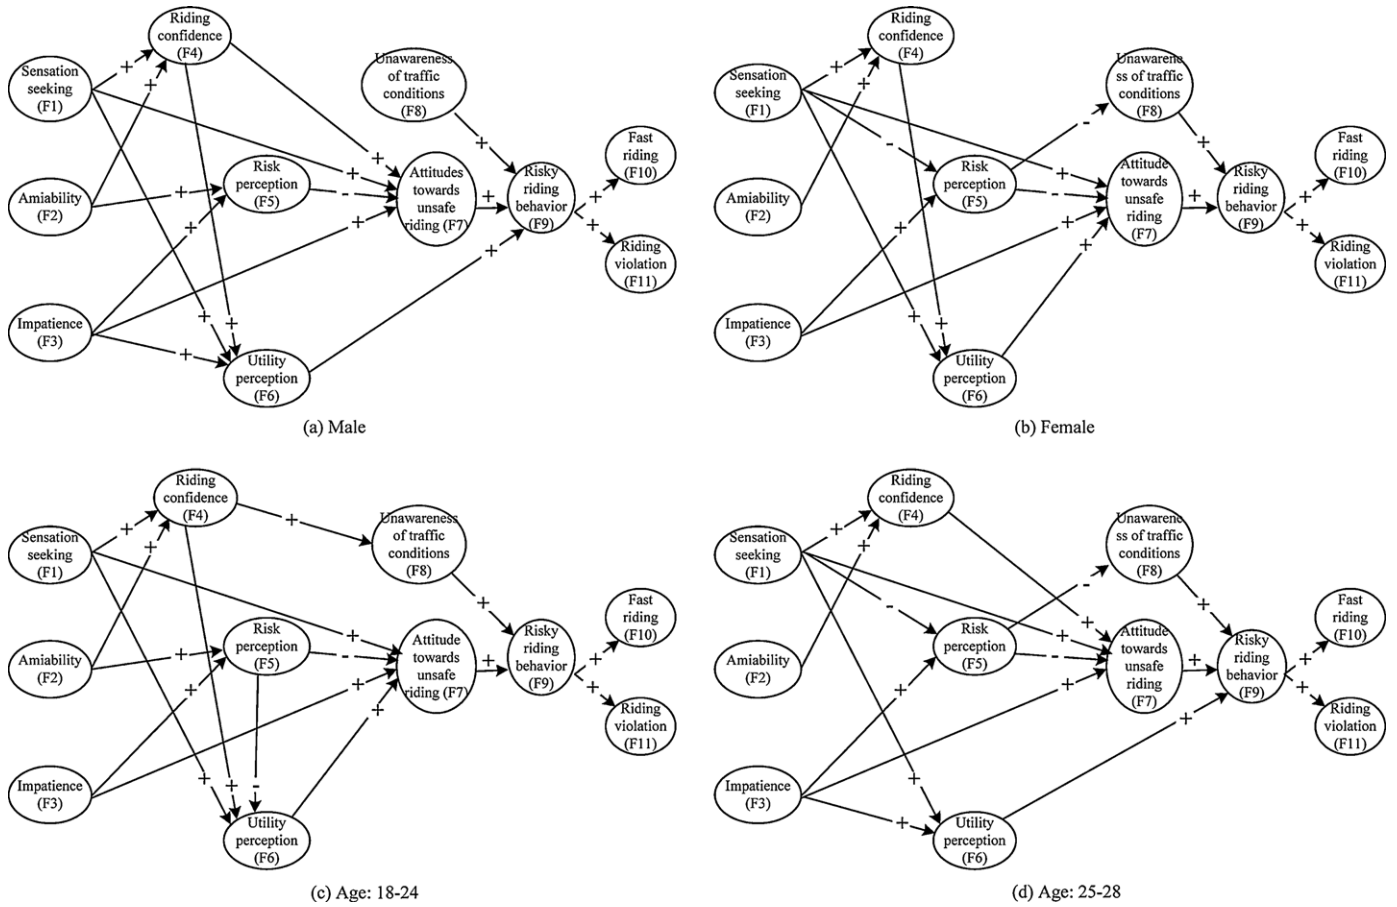 Riding
confidence
(F4)
Sensation
seeking
(F1)
Unawareness
of traffic
conditions
(F8)
Fast
riding
(F10)
Risk
perception
(F5)
Attitudes
towards
unsafe
riding (F7)
Risky
riding
behavior
(F9)
Amiability
(F2)
Riding
violation
(F11)
Impatience
(F3)
Utility
perception
(F6)
+
+
+
+
+
+
+
-
+
+
+
+
+
+
+
+
+
(a) Male
Riding
confidence
(F4)
Sensation
seeking
(F1)
Unawarene
ss of traffic
conditions
(F8)
Fast
riding
(F10)
Risk
perception
(F5)
Attitude
towards
unsafe
riding
(F7)
Risky
riding
behavior
(F9)
Amiability
(F2)
Riding
violation
(F11)
Impatience
(F3)
Utility
perception
(F6)
+
+
-
+
-
+
-
+
+
+
+
+
+
+
+
+
(b) Female
Riding
confidence
(F4)
Sensation
seeking
(F1)
Unawareness
of traffic
conditions
(F8)
Fast
riding
(F10)
Risk
perception
(F5)
Attitude
towards
unsafe
riding (F7)
Risky
riding
behavior
(F9)
Amiability
(F2)
Riding
violation
(F11)
Impatience
(F3)
Utility
perception
(F6)
+
+
+
+
+
+
-
+
+
+
+
+
+
+
+
-
(c) Age: 18-24
Riding
confidence
(F4)
Sensation
seeking
(F1)
Unawarene
ss of traffic
conditions
(F8)
Fast
riding
(F10)
Risk
perception
(F5)
Attitude
towards
unsafe
riding
(F7)
Risky
riding
behavior
(F9)
Amiability
(F2)
Riding
violation
(F11)
Impatience
(F3)
Utility
perception
(F6)
+
+
-
+
-
+
+
-
+
+
+
+
+
+
+
+
(d) Age: 25-28